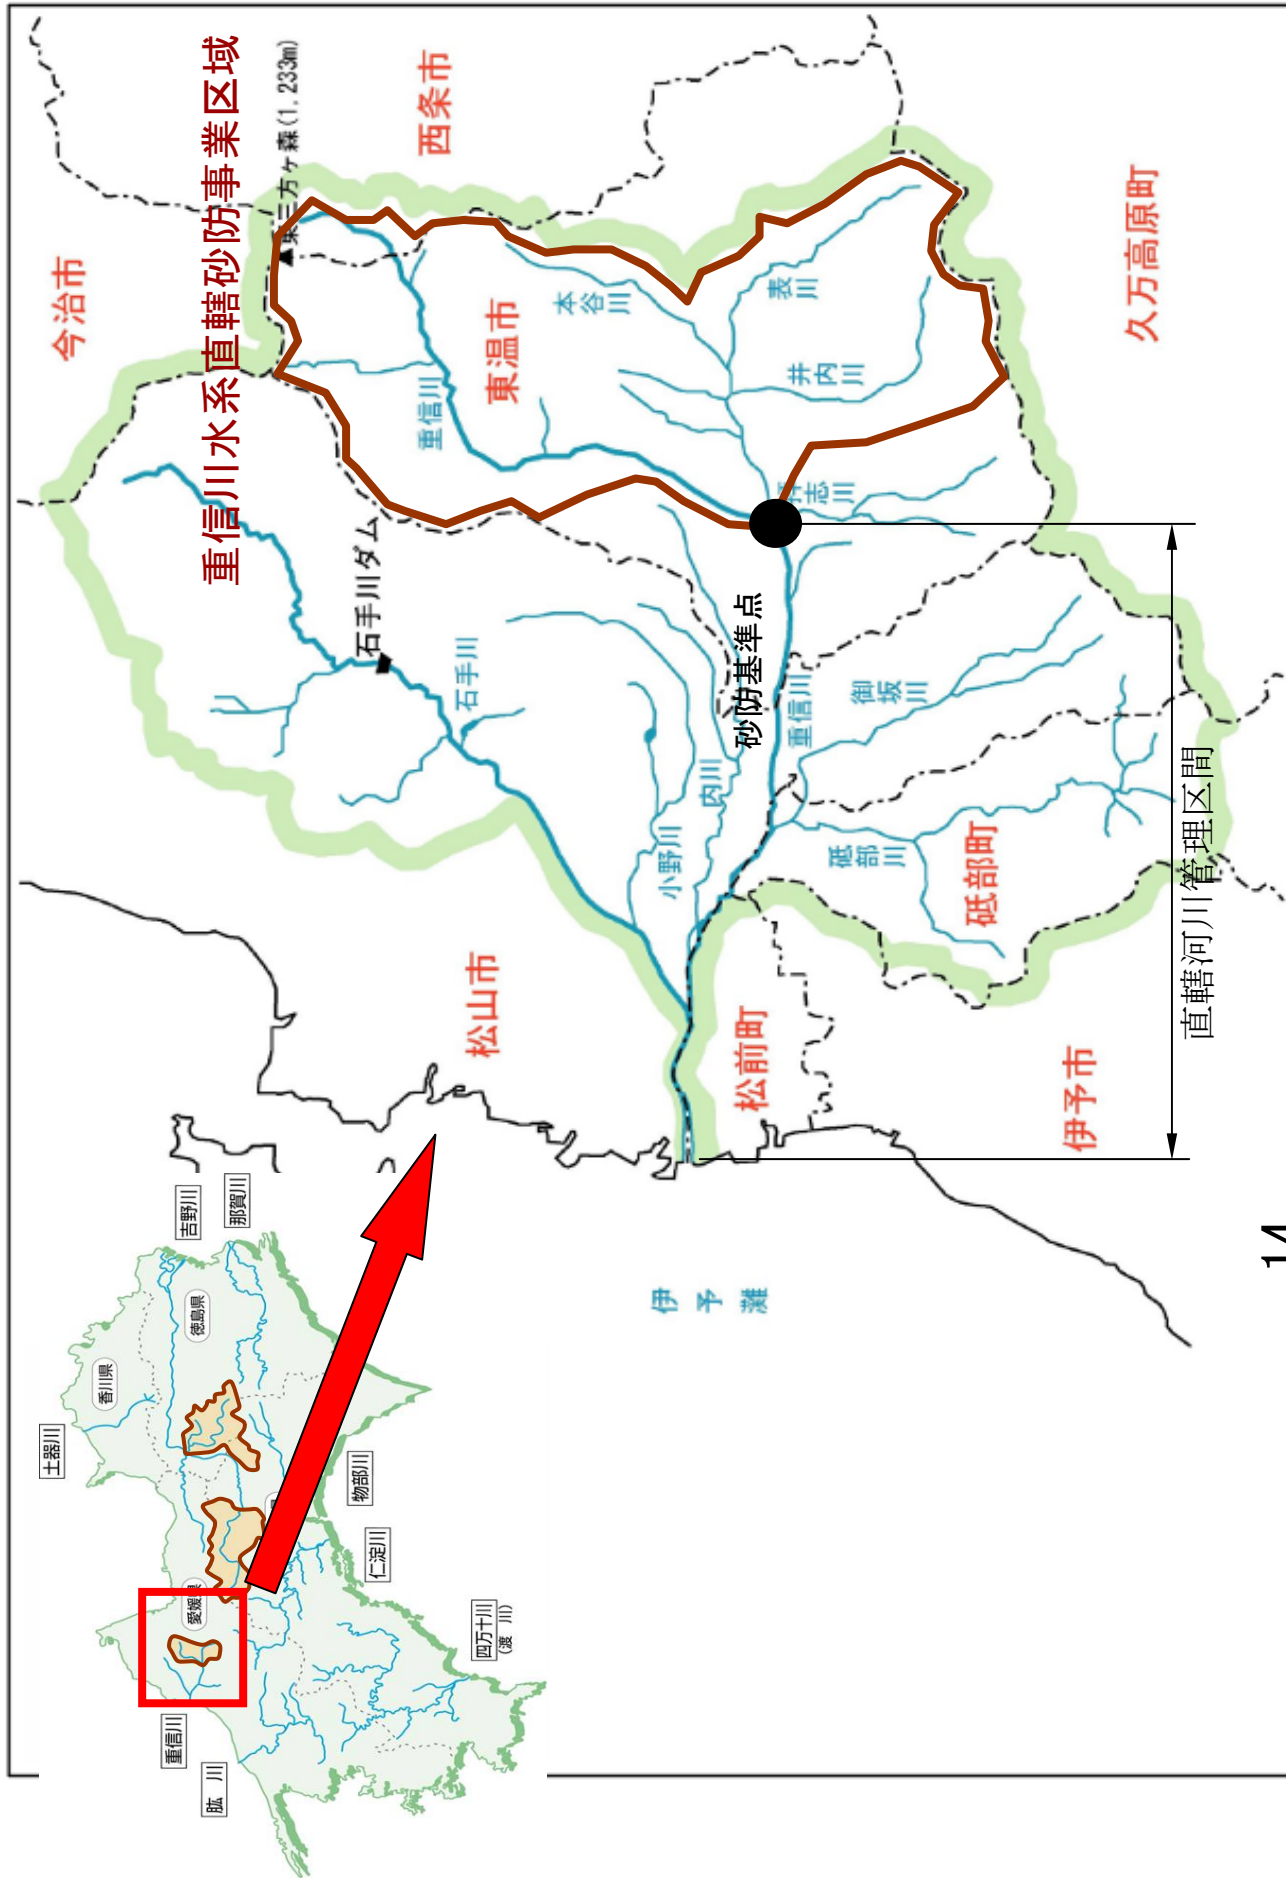 重信川水系直轄砂防事業区域
東三方ヶ森(1,233m)
今治市
西条市
東温市
久万高原町
松山市
松前町
伊予市
砥部町
石手川ダム
石手川
重信川
本谷川
表川
井内川
砂防基準点
重信川
小野川
内川
御坂川
砥部川
直轄河川管理区間
伊予灘
土器川
吉野川
那賀川
香川県
徳島県
愛媛県
物部川
仁淀川
四万十川
(渡 川)
重信川
肱 川
14